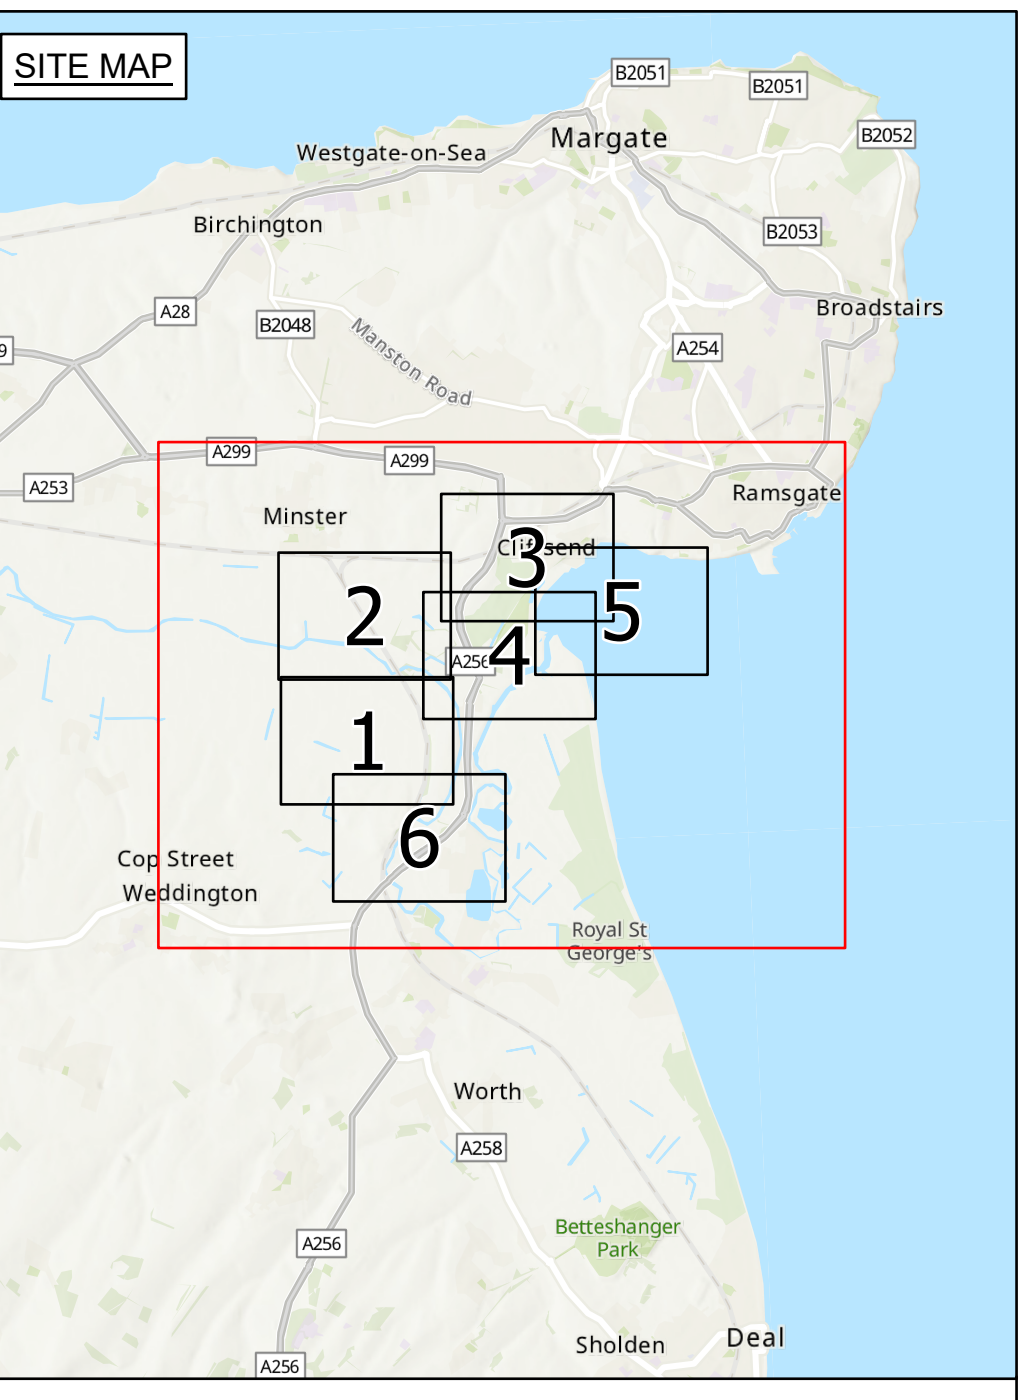 SITE MAP
B2051
B2051
B2052
Margate
Westgate-on-Sea
Birchington
B2053
A28
Broadstairs
B2048
Manston Road
A254
9
A299
A299
A253
Ramsgate
Minster
3
2
5
4
A256
1
6
Cop Street
Weddington
Royal St
George's
Worth
A258
Betteshanger
Park
A256
Sholden
Deal
A256